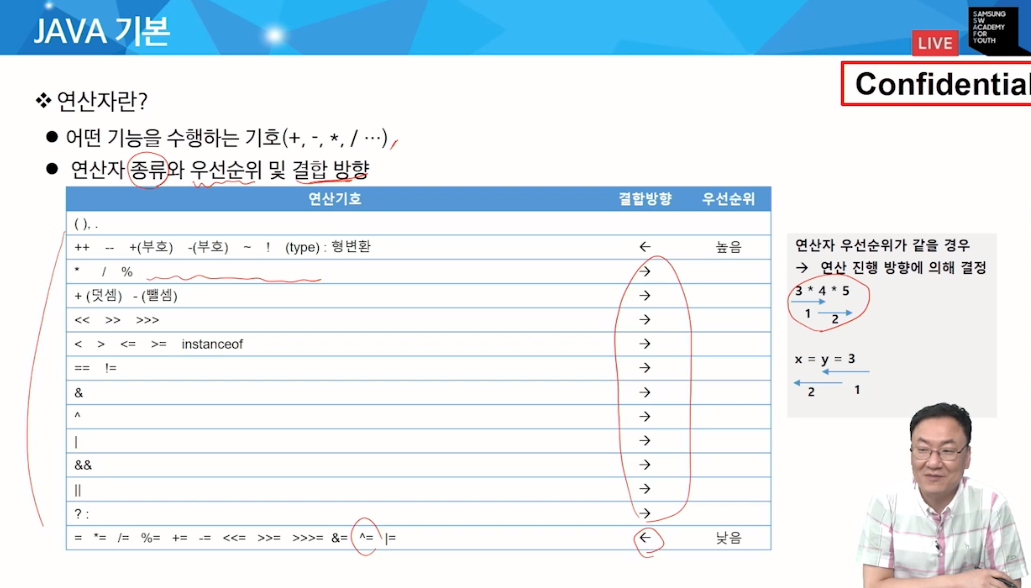 JAVA 기본
LIVE
SAMSUNG
SW
ACADEMY
FOR
YOUTH
Confidential
❖ 연산자란?
● 어떤 기능을 수행하는 기호(+, -, *, / …)
● 연산자 종류와 우선순위 및 결합 방향
연산기호 결합방향 우선순위
( ), .
++ -- +(부호) -(부호) ~ ! (type) : 형변환 ← 높음
* / % →
+ (덧셈) - (뺄셈) →
<< >> >>> →
< > <= >= instanceof →
== != →
& →
^ →
| →
&& →
|| →
? : →
= *= /= %= += -= <<= >>= >>>= &= ^= |= ← 낮음
연산자 우선순위가 같을 경우
→ 연산 진행 방향에 의해 결정
3 * 4 * 5
1 2
x = y = 3
2 1